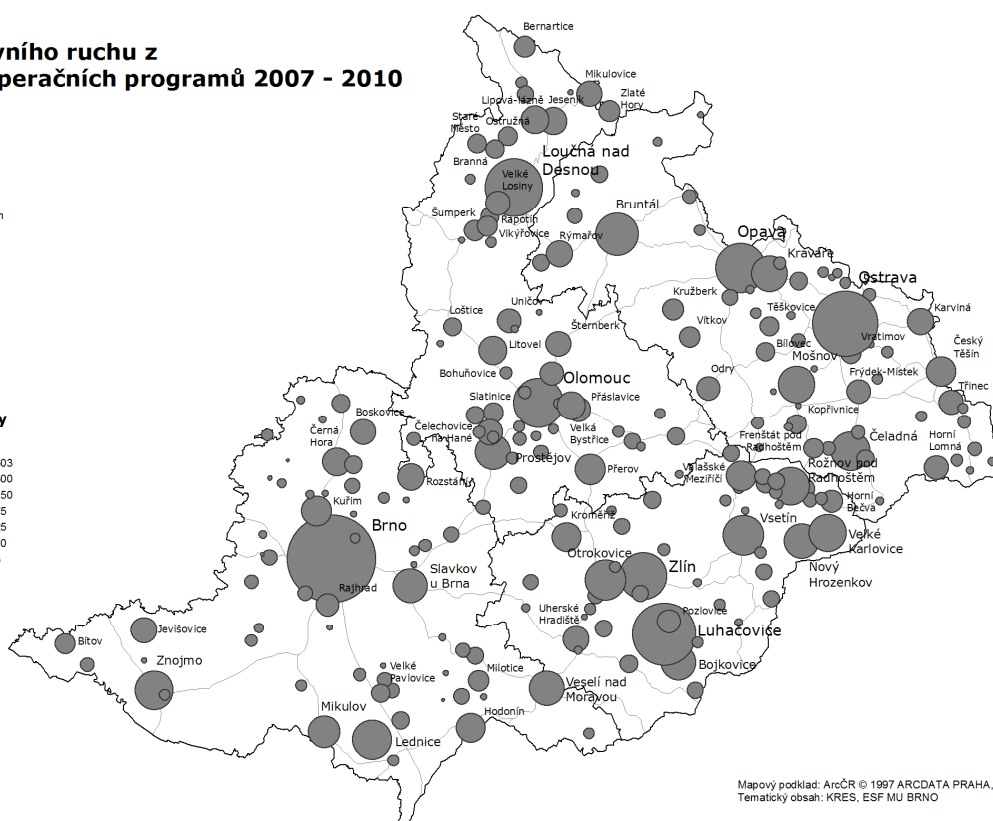 vního ruchu z
peračních programů 2007 - 2010
Bernartice
Mikulovice
Zlaté
Hory
Lipová-lázně
Jeseník
Staré
Město
Ostružná
Branná
Loučná nad
Desnou
Velké
Losiny
Šumperk
Rapotín
Vikýřovice
Bruntál
Rýmařov
Opava
Kravaře
Ostrava
Kružberk
Těškovice
Karviná
Vítkov
Bílovec
Vratimov
Český
Těšín
Mošnov
Odry
Frýdek-Místek
Třinec
Kopřivnice
Loštice
Uničov
Šternberk
Litovel
Bohuňovice
Olomouc
Slatinice
Přáslavice
Čelechovice
na Hané
Velká
Bystřice
Prostějov
Přerov
Boskovice
Černá
Hora
Rozstání
Frenštát pod
Radhoštěm
Čeladná
Horní
Lomná
Valašské
Meziříčí
Rožnov pod
Radhoštěm
Horní
Bečva
Kuřim
Brno
Kroměříž
Vsetín
Velké
Karlovice
Otrokovice
Zlín
Nový
Hrozenkov
Slavkov
u Brna
Rajhrad
Uherské
Hradiště
Pozlovice
Luhačovice
Bojkovice
Jevišovice
Bítov
Znojmo
Velké
Pavlovice
Milotice
Veselí nad
Moravou
Mikulov
Lednice
Hodonín
y
03
00
50
75
25
0
Mapový podklad: ArcČR © 1997 ARCDATA PRAHA,
Tematický obsah: KRES, ESF MU BRNO